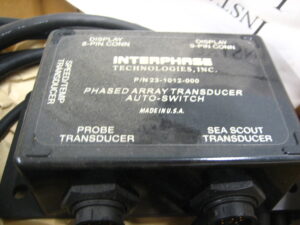 DISPLAY
8-PIN CONN
DISPLAY
9-PIN CONN
SPEED/TEMP
TRANSDUCER
INTERPHASE
TECHNOLOGIES, INC.
P/N 23-1012-000
PHASED ARRAY TRANSDUCER
AUTO-SWITCH
MADE IN U.S.A.
PROBE
TRANSDUCER
SEA SCOUT
TRANSDUCER